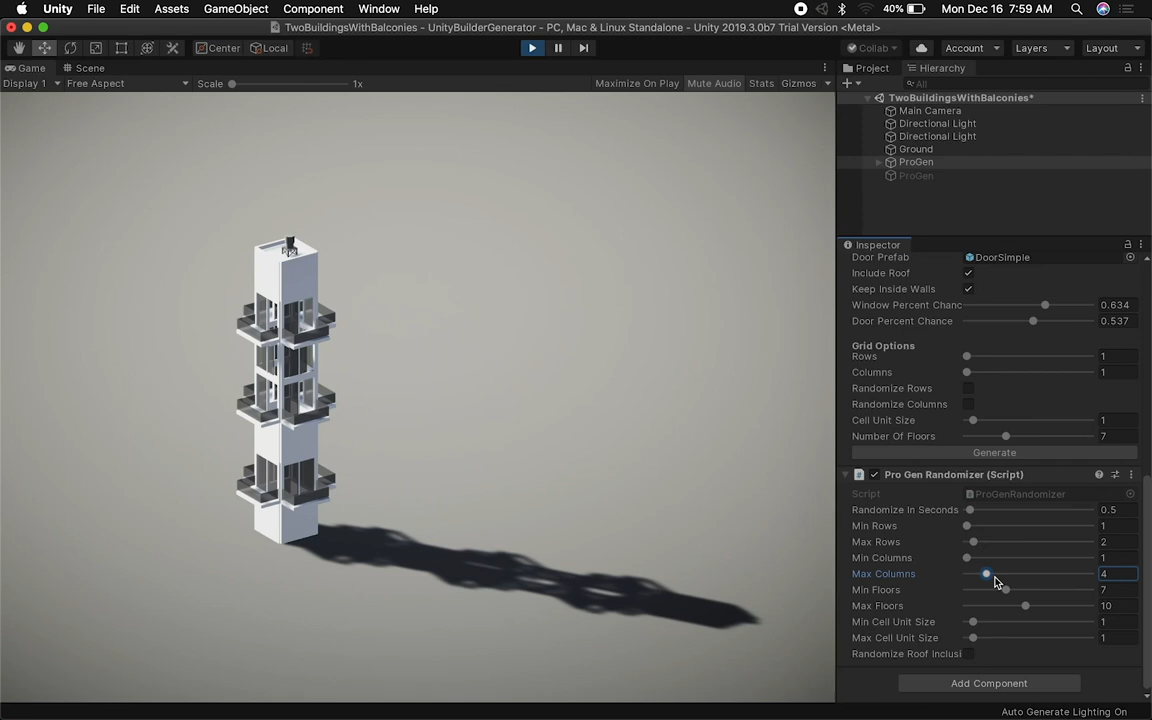 Unity File Edit Assets GameObject Component Window Help 40% Mon Dec 16 7:59 AM
TwoBuildingsWithBalconies - UnityBuilderGenerator - PC, Mac & Linux Standalone - Unity 2019.3.0b7 Trial Version <Metal>
Center Local Collab Account Layers Layout
Game Scene Project Hierarchy
Display 1 Free Aspect Scale 1x Maximize On Play Mute Audio Stats Gizmos All
TwoBuildingsWithBalconies*
Main Camera
Directional Light
Directional Light
Ground
ProGen
ProGen
Inspector
Door Prefab DoorSimple
Include Roof
Keep Inside Walls
Window Percent Chanc 0.634
Door Percent Chance 0.537
Grid Options
Rows 1
Columns 1
Randomize Rows
Randomize Columns
Cell Unit Size 1
Number Of Floors 7
Generate
Pro Gen Randomizer (Script)
Script ProGenRandomizer
Randomize In Seconds 0.5
Min Rows 1
Max Rows 2
Min Columns 1
Max Columns 4
Min Floors 7
Max Floors 10
Min Cell Unit Size 1
Max Cell Unit Size 1
Randomize Roof Inclusi
Add Component
Auto Generate Lighting On